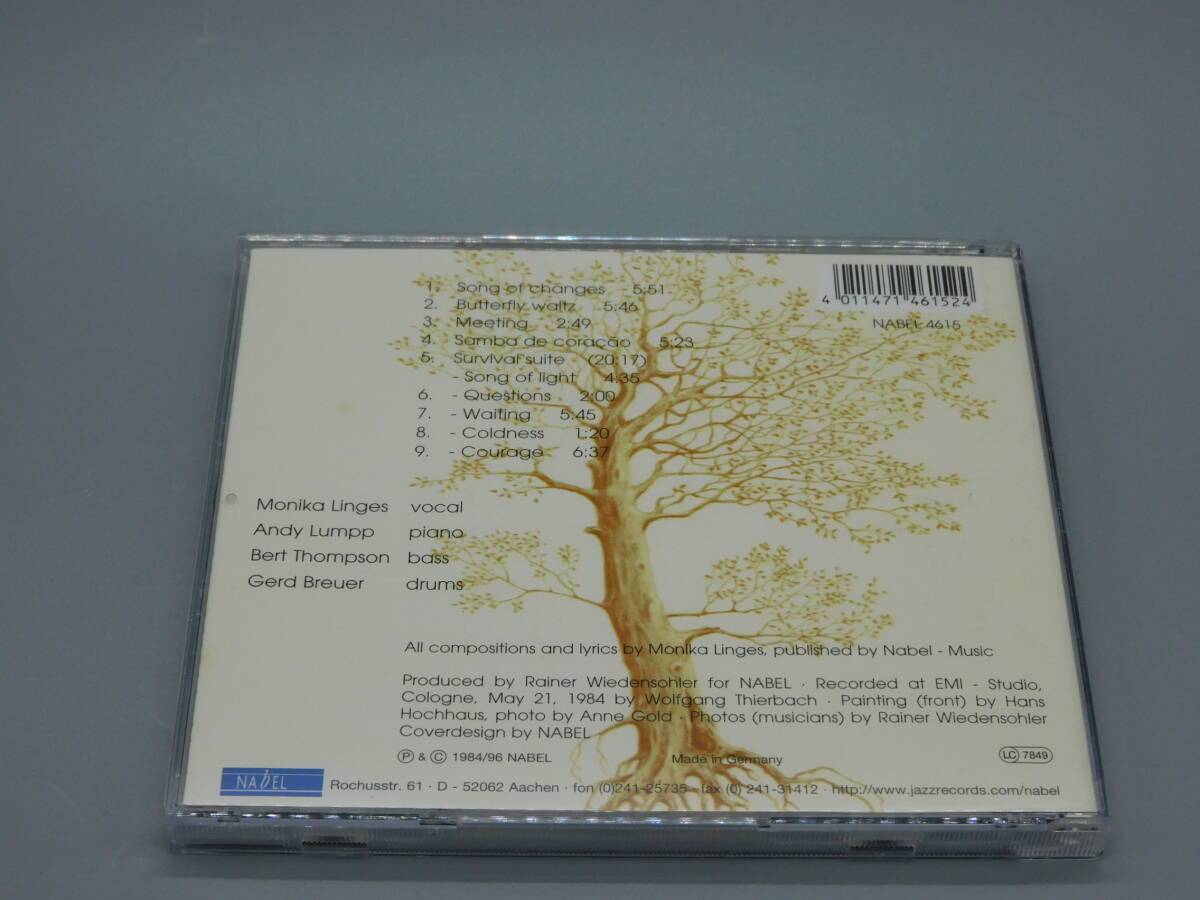 1. Song of changes 5:51
2. Butterfly waltz 5:46
3. Meeting 2:49
4. Samba de coração 5:23
5. Survival suite (20:17)
- Song of light 4:35
6. - Questions 2:00
7. - Waiting 5:45
8. - Coldness 1:20
9. - Courage 6:37
4 011471 461524
NABEL 4615
Monika Linges vocal
Andy Lumpp piano
Bert Thompson bass
Gerd Breuer drums
All compositions and lyrics by Monika Linges, published by Nabel - Music
Produced by Rainer Wiedensohler for NABEL · Recorded at EMI - Studio,
Cologne, May 21, 1984 by Wolfgang Thierbach · Painting (front) by Hans
Hochhaus, photo by Anne Gold · Photos (musicians) by Rainer Wiedensohler
Coverdesign by NABEL
Ⓟ & © 1984/96 NABEL
Made in Germany
LC 7849
NABEL
Rochusstr. 61 · D - 52062 Aachen · fon (0)241-25735 · fax (0) 241-31412 · http://www.jazzrecords.com/nabel